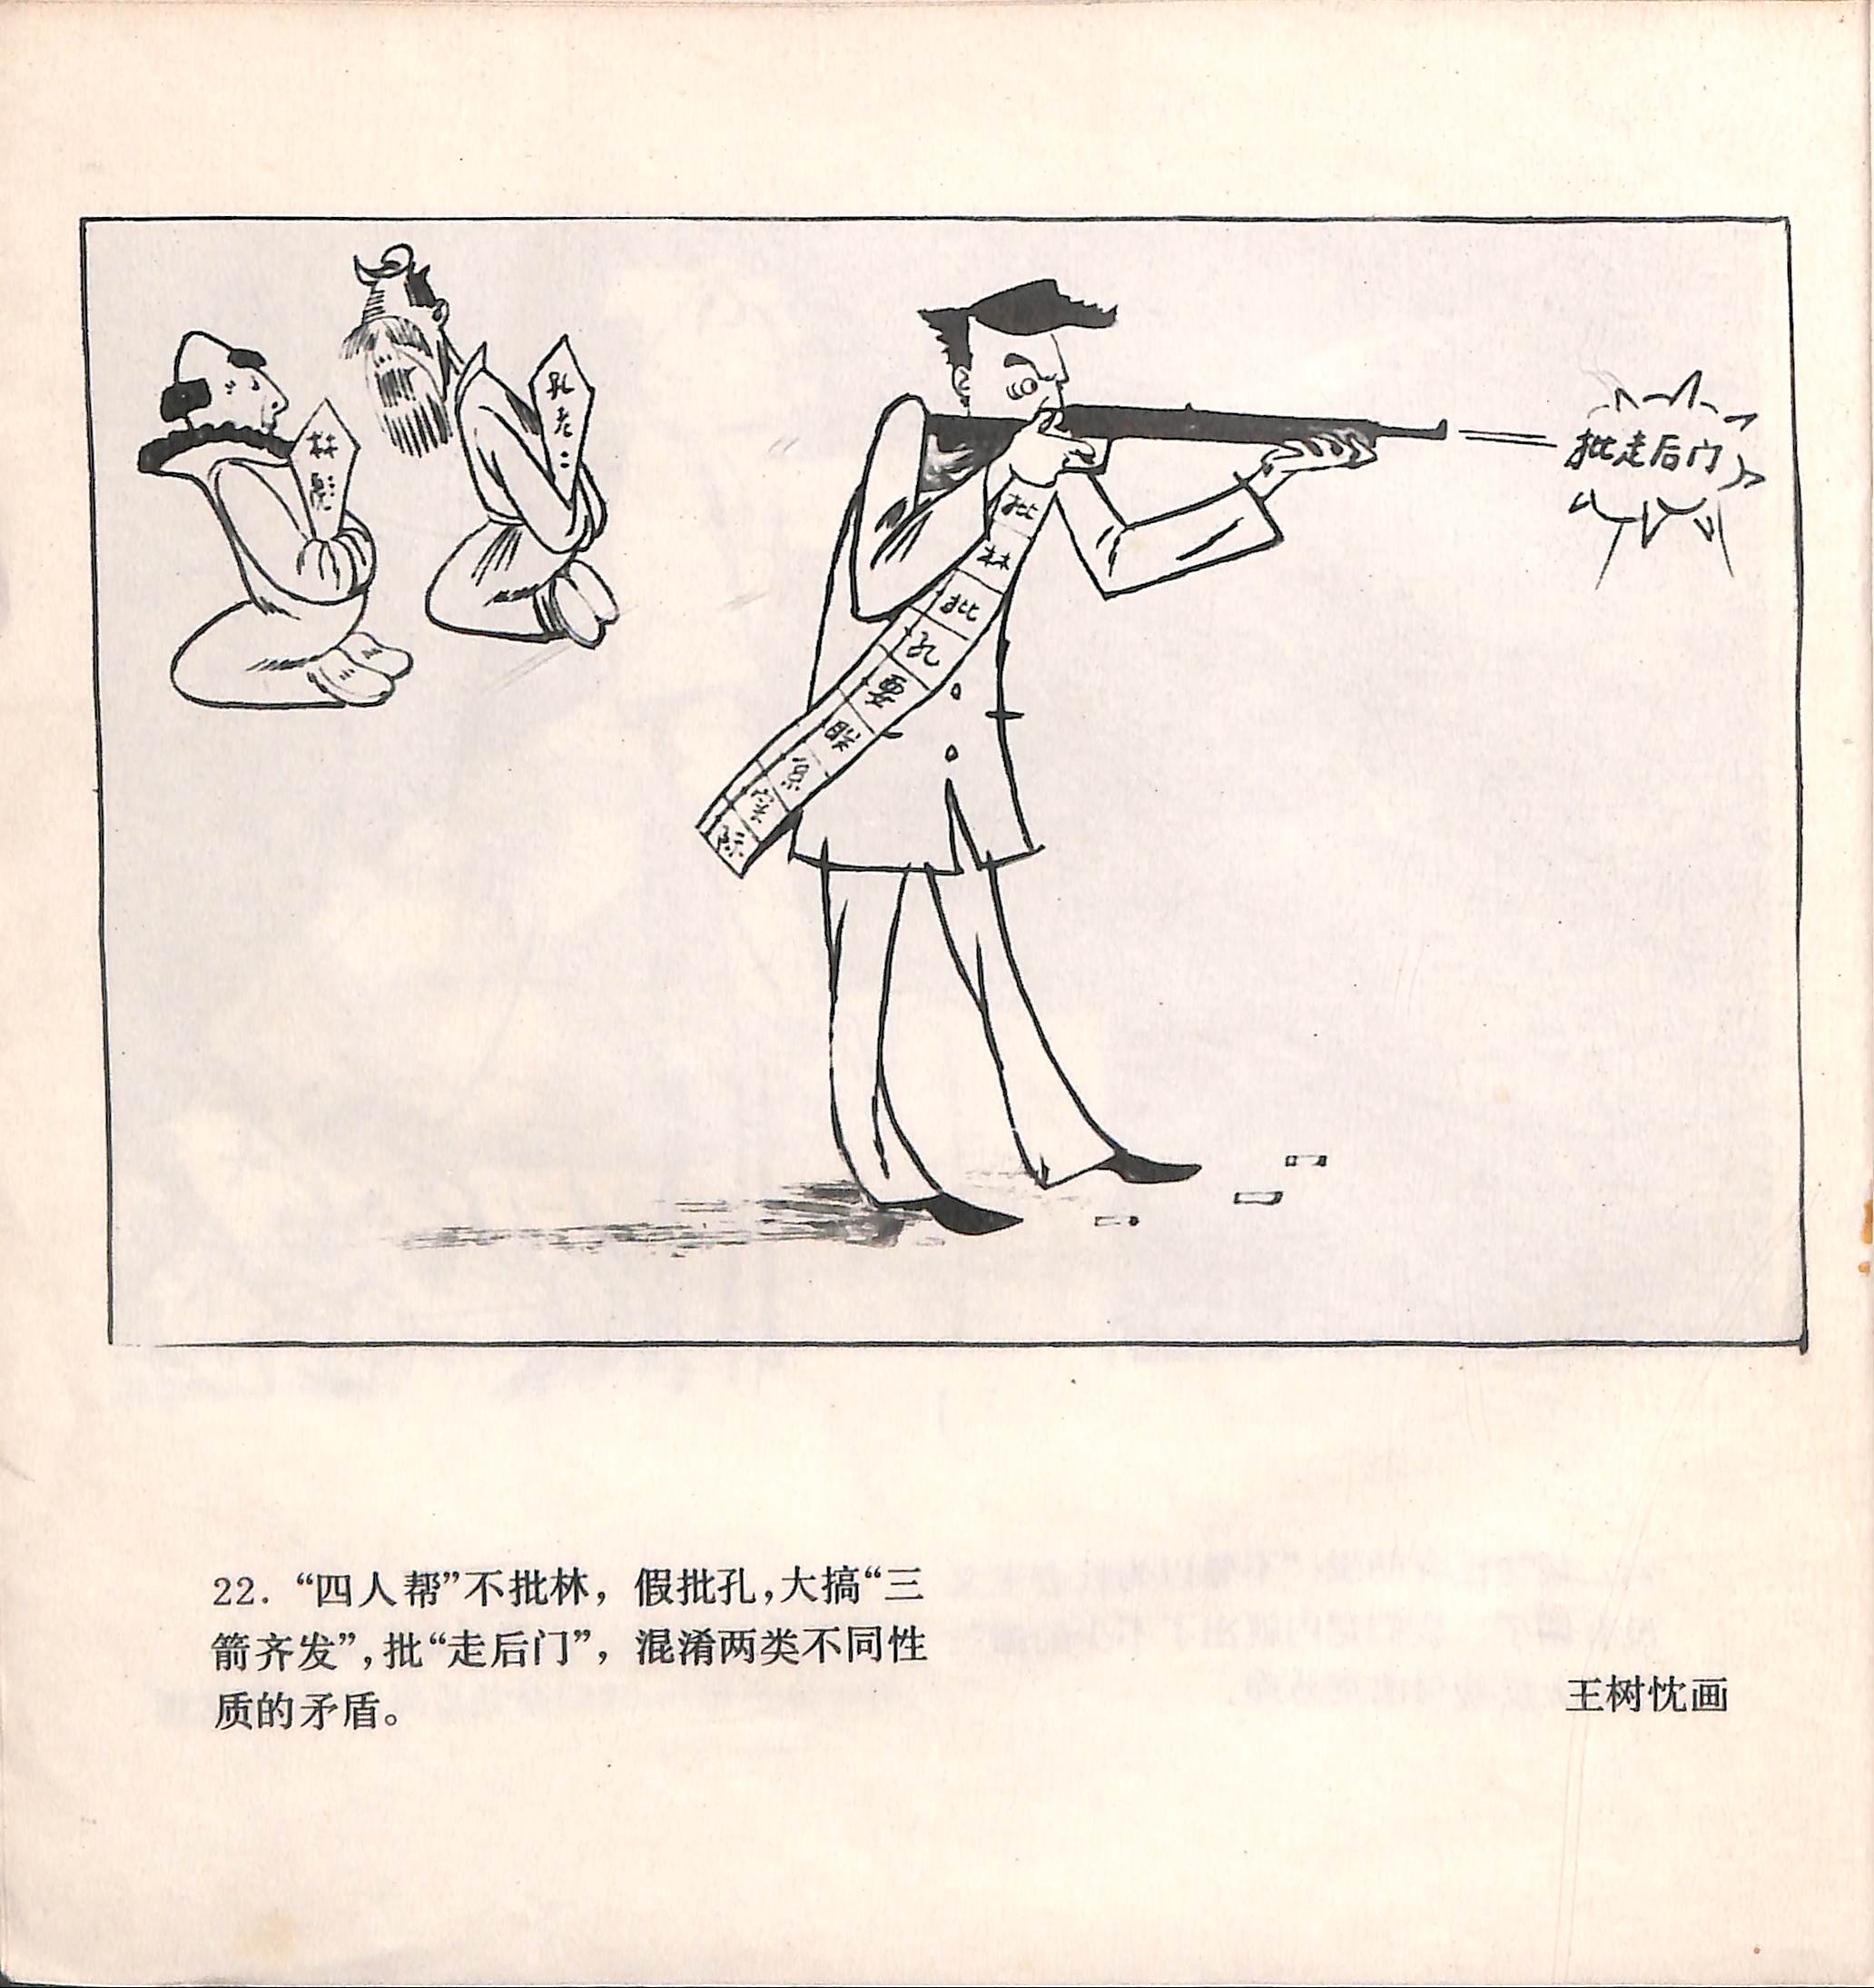 林彪
孔老二
批林批孔要联系实际
批走后门
22. “四人帮”不批林，假批孔，大搞“三
箭齐发”，批“走后门”，混淆两类不同性
质的矛盾。
王树忱画